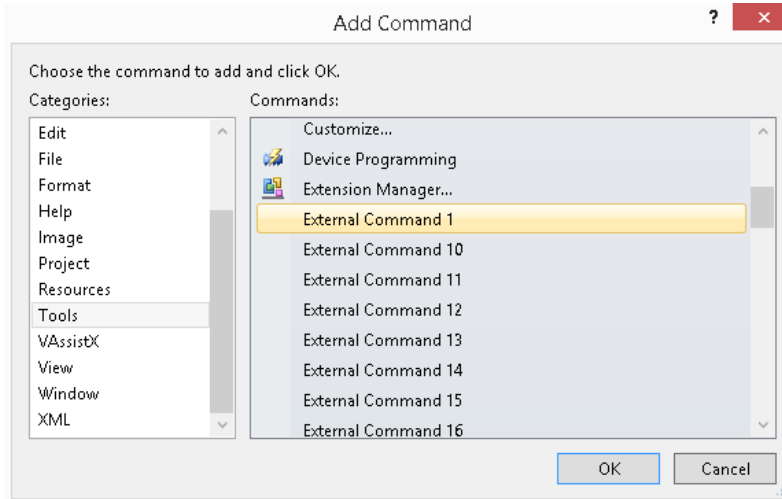 Add Command
?
Choose the command to add and click OK.
Categories:
Commands:
Edit
File
Format
Help
Image
Project
Resources
Tools
VAssistX
View
Window
XML
Customize...
Device Programming
Extension Manager...
External Command 1
External Command 10
External Command 11
External Command 12
External Command 13
External Command 14
External Command 15
External Command 16
OK
Cancel